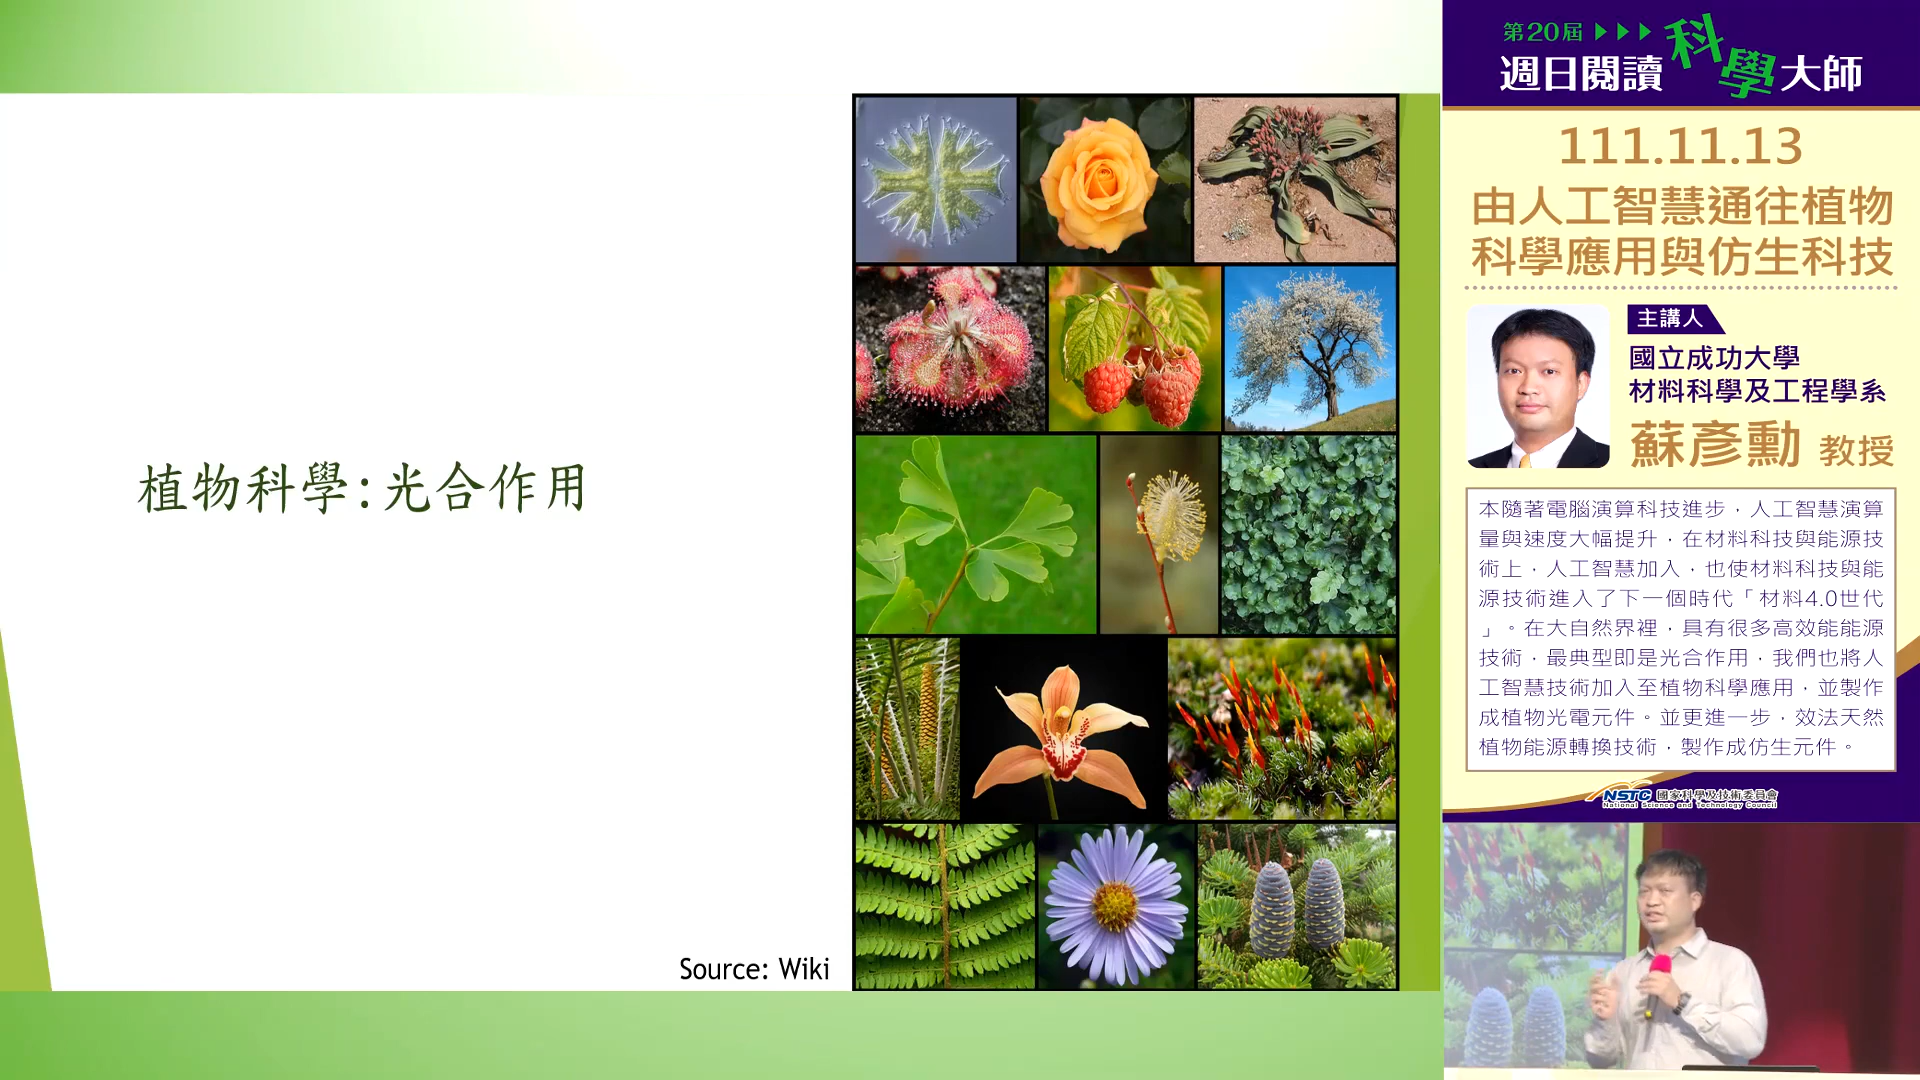 植物科學:光合作用
Source: Wiki
第20屆
週日閱讀科學大師
111.11.13
由人工智慧通往植物
科學應用與仿生科技
主講人
國立成功大學
材料科學及工程學系
蘇彥勳 教授
本隨著電腦演算科技進步，人工智慧演算
量與速度大幅提升，在材料科技與能源技
術上，人工智慧加入，也使材料科技與能
源技術進入了下一個時代「材料4.0世代
」。在大自然界裡，具有很多高效能能源
技術，最典型即是光合作用，我們也將人
工智慧技術加入至植物科學應用，並製作
成植物光電元件。並更進一步，效法天然
植物能源轉換技術，製作成仿生元件。
NSTC 國家科學及技術委員會
National Science and Technology Council